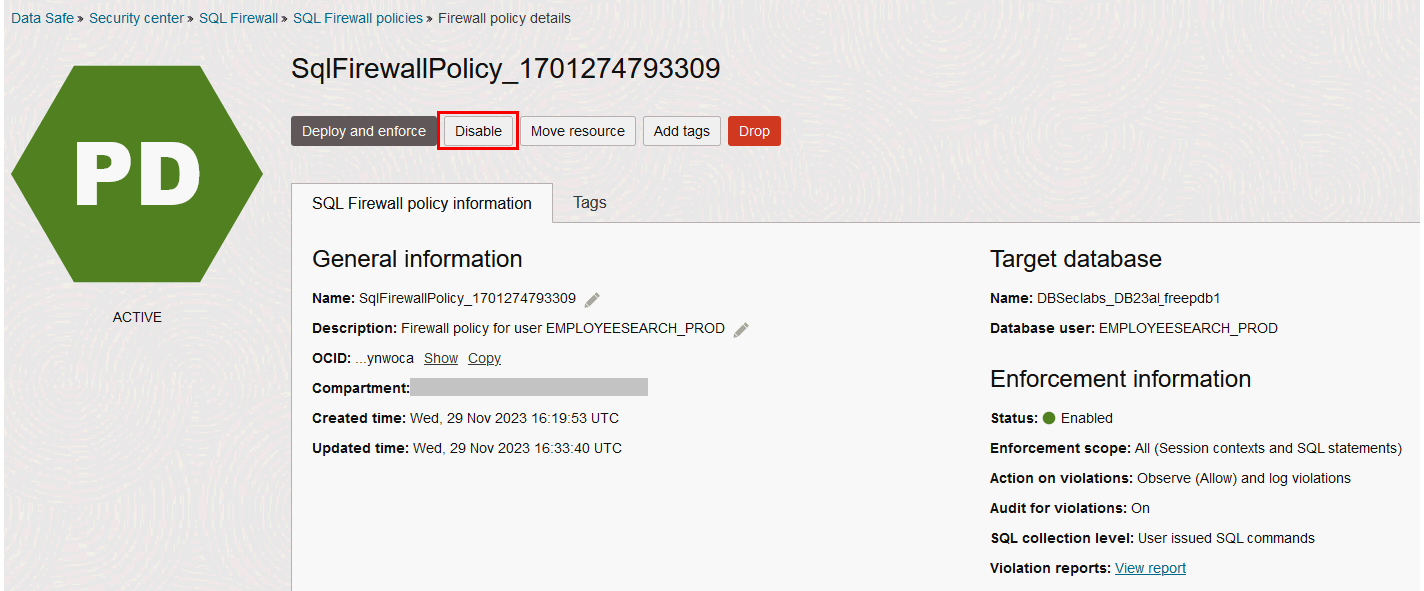 Data Safe » Security center » SQL Firewall » SQL Firewall policies » Firewall policy details
PD
ACTIVE
SqlFirewallPolicy_1701274793309
Deploy and enforce Disable Move resource Add tags Drop
SQL Firewall policy information Tags
General information
Name: SqlFirewallPolicy_1701274793309
Description: Firewall policy for user EMPLOYEESEARCH_PROD
OCID: ...ynwoca Show Copy
Compartment:
Created time: Wed, 29 Nov 2023 16:19:53 UTC
Updated time: Wed, 29 Nov 2023 16:33:40 UTC
Target database
Name: DBSeclabs_DB23aI_freepdb1
Database user: EMPLOYEESEARCH_PROD
Enforcement information
Status: Enabled
Enforcement scope: All (Session contexts and SQL statements)
Action on violations: Observe (Allow) and log violations
Audit for violations: On
SQL collection level: User issued SQL commands
Violation reports: View report